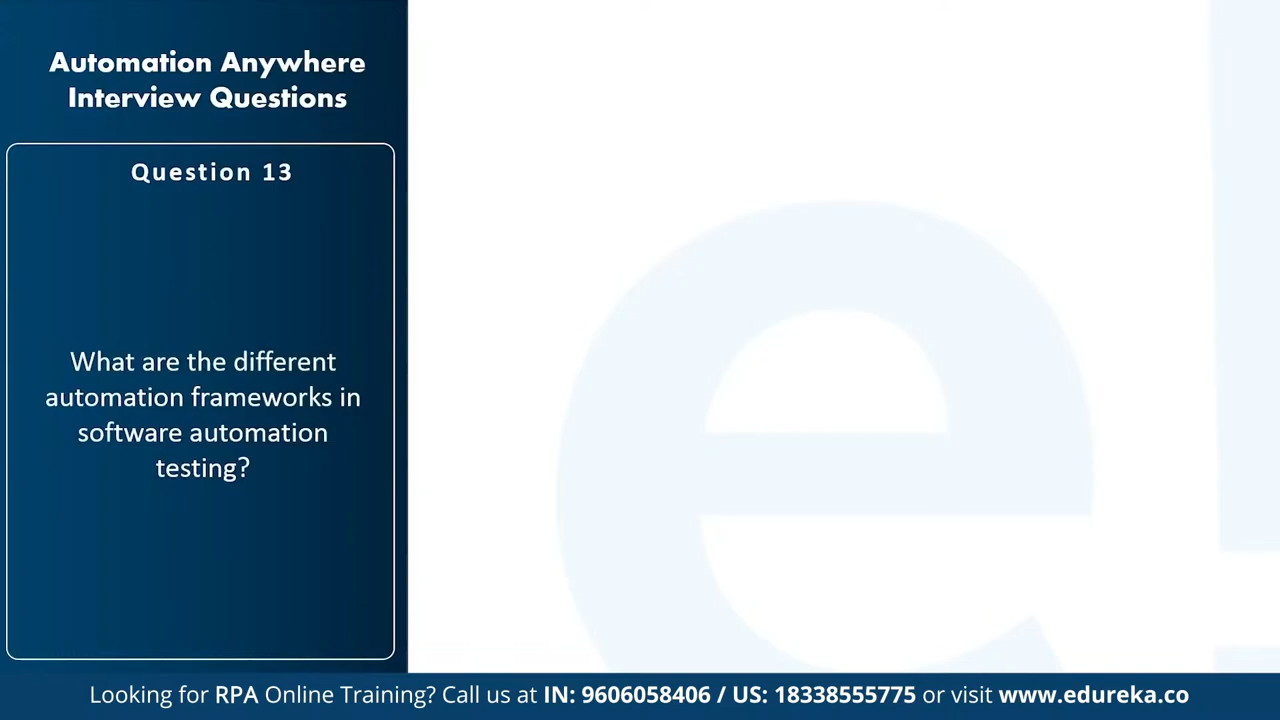 Automation Anywhere
Interview Questions
Question 13
What are the different
automation frameworks in
software automation
testing?
Looking for RPA Online Training? Call us at IN: 9606058406 / US: 18338555775 or visit www.edureka.co